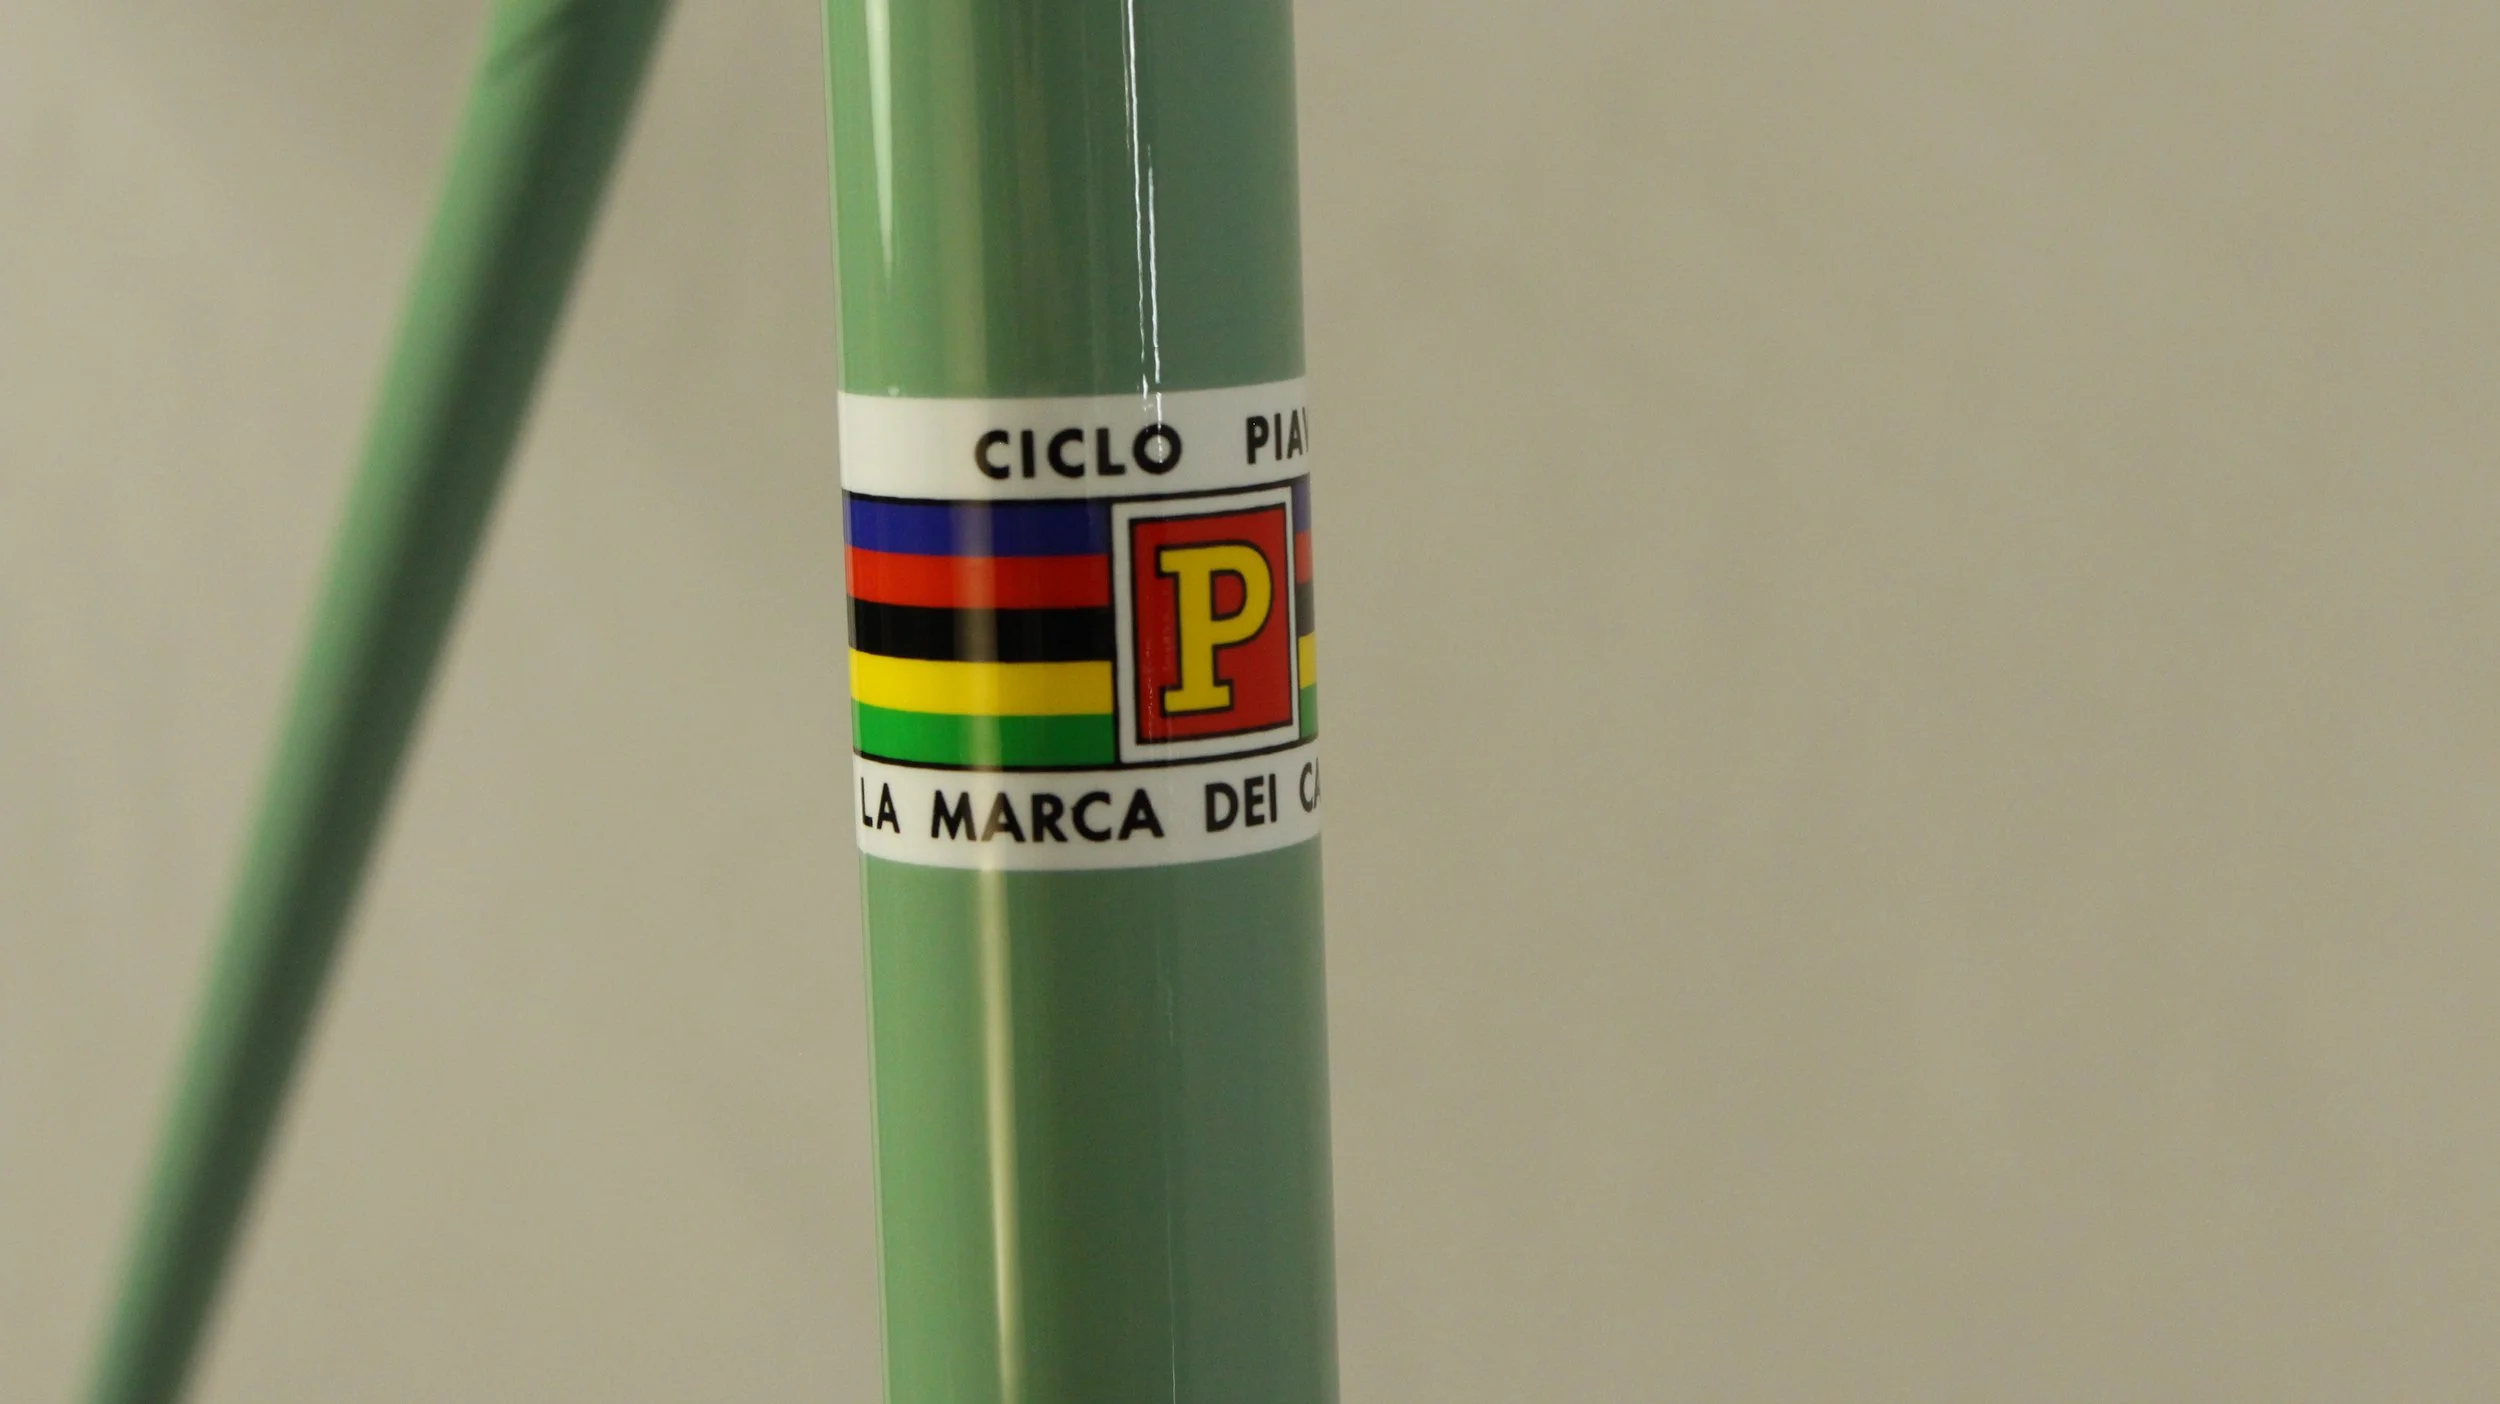 CICLO PIAV
P
LA MARCA DEI CA